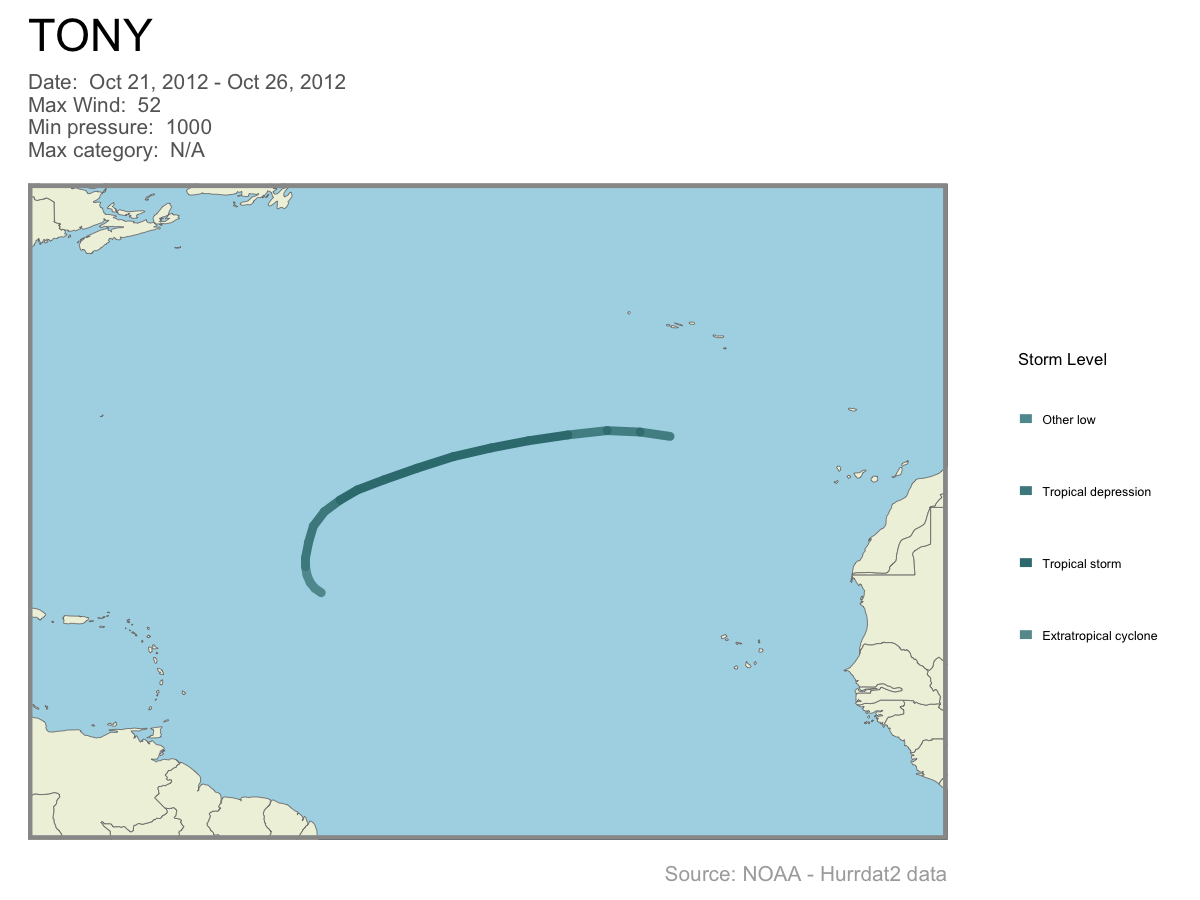 TONY
Date:  Oct 21, 2012 - Oct 26, 2012
Max Wind:  52
Min pressure:  1000
Max category:  N/A
Storm Level
Other low
Tropical depression
Tropical storm
Extratropical cyclone
Source: NOAA - Hurrdat2 data